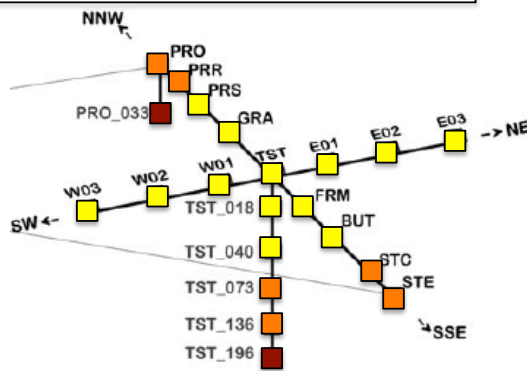 NNW
PRO
PRR
PRS
PRO_033
GRA
TST
E01
E02
E03
NE
W01
W02
W03
SW
TST_018
FRM
BUT
TST_040
STC
STE
TST_073
TST_136
SSE
TST_196